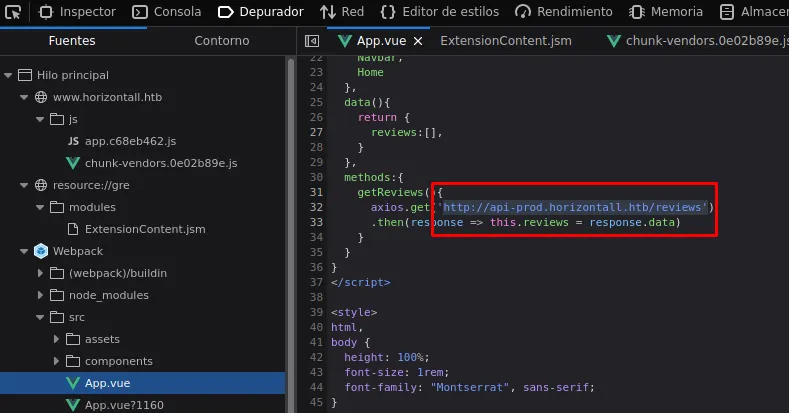 Inspector Consola Depurador Red Editor de estilos Rendimiento Memoria Almacen
Fuentes Contorno
App.vue ExtensionContent.jsm chunk-vendors.0e02b89e.js
Hilo principal
www.horizontall.htb
js
JS app.c68eb462.js
chunk-vendors.0e02b89e.js
resource://gre
modules
ExtensionContent.jsm
Webpack
(webpack)/buildin
node_modules
src
assets
components
App.vue
App.vue?1160
22 Navbar,
23 Home
24 },
25 data(){
26 return {
27 reviews:[],
28 }
29 },
30 methods:{
31 getReviews(){
32 axios.get('http://api-prod.horizontall.htb/reviews')
33 .then(response => this.reviews = response.data)
34 }
35 }
36 }
37 </script>
38
39 <style>
40 html,
41 body {
42 height: 100%;
43 font-size: 1rem;
44 font-family: "Montserrat", sans-serif;
45 }